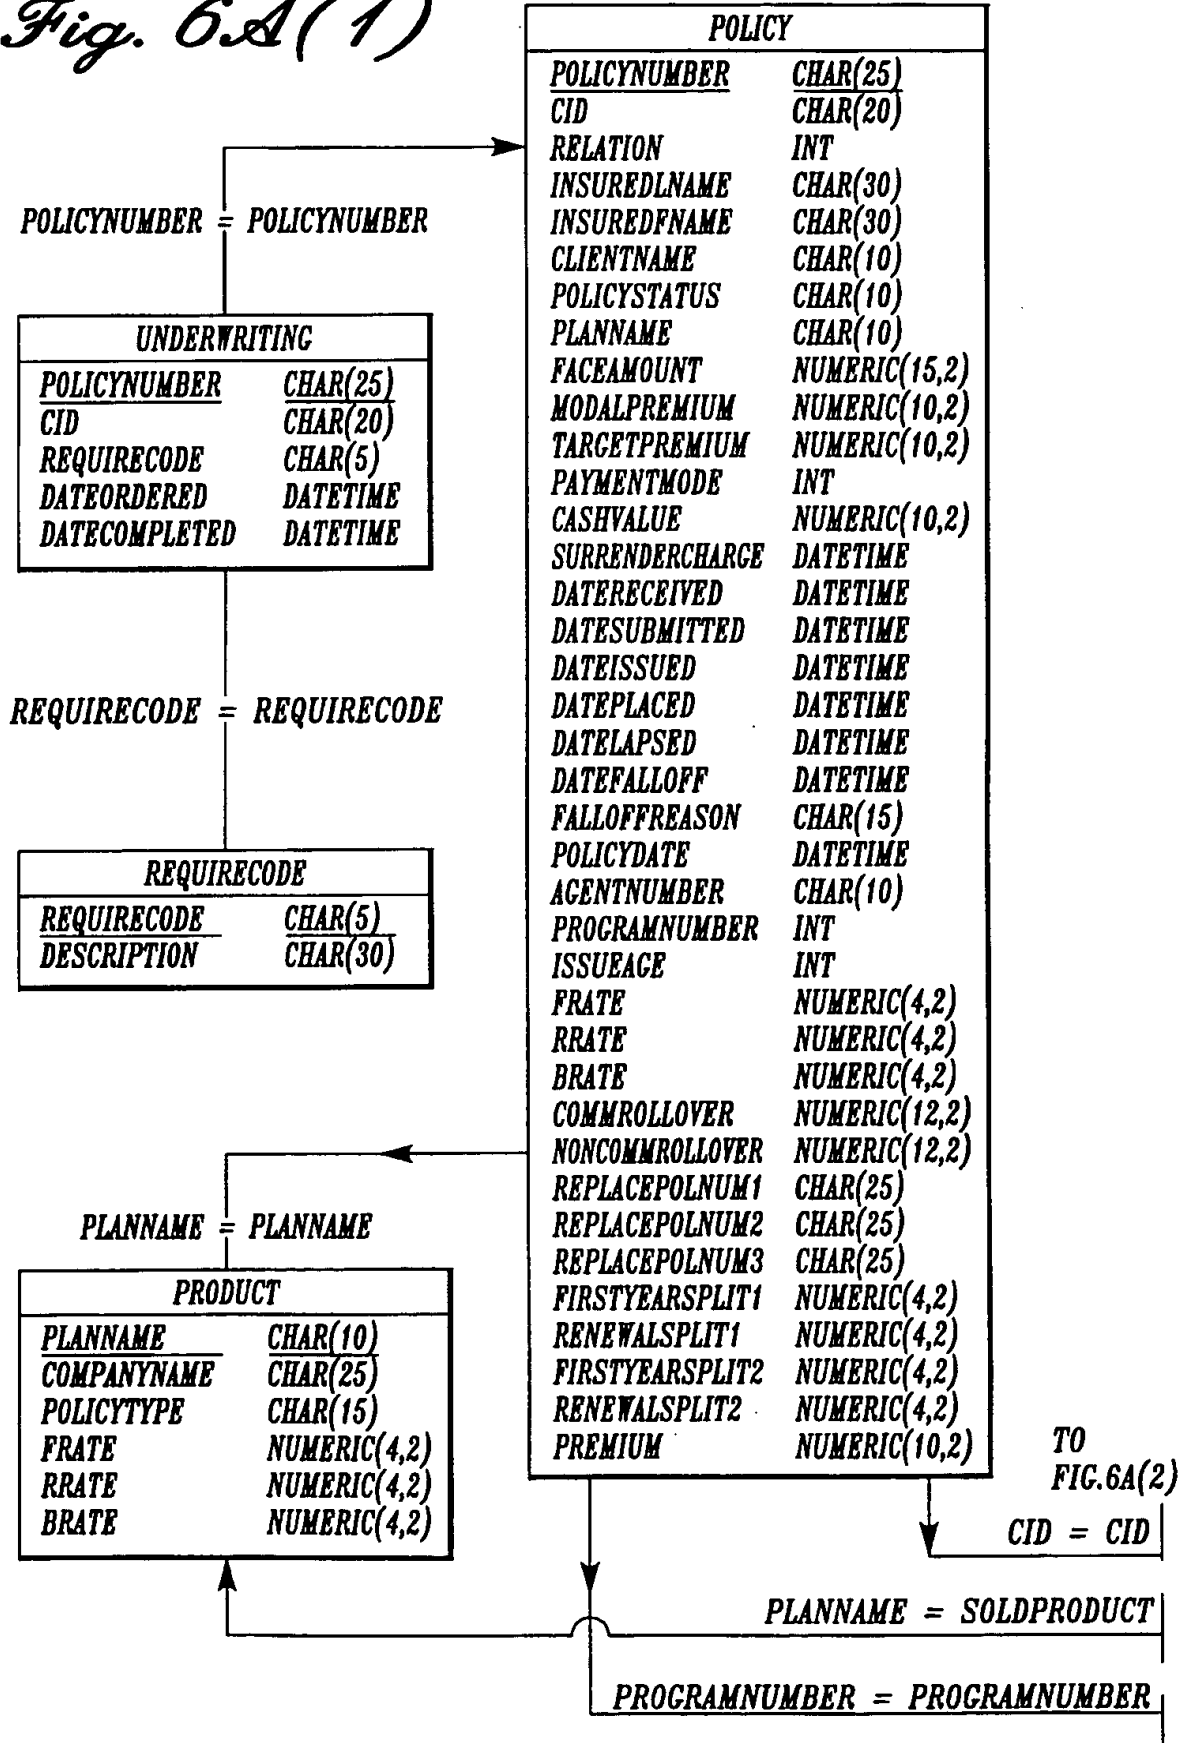 Fig. 6A(1)
POLICY
POLICYNUMBER CHAR(25)
CID CHAR(20)
RELATION INT
INSUREDLNAME CHAR(30)
INSUREDFNAME CHAR(30)
CLIENTNAME CHAR(10)
POLICYSTATUS CHAR(10)
PLANNAME CHAR(10)
FACEAMOUNT NUMERIC(15,2)
MODALPREMIUM NUMERIC(10,2)
TARGETPREMIUM NUMERIC(10,2)
PAYMENTMODE INT
CASHVALUE NUMERIC(10,2)
SURRENDERCHARGE DATETIME
DATERECEIVED DATETIME
DATESUBMITTED DATETIME
DATEISSUED DATETIME
DATEPLACED DATETIME
DATELAPSED DATETIME
DATEFALLOFF DATETIME
FALLOFFREASON CHAR(15)
POLICYDATE DATETIME
AGENTNUMBER CHAR(10)
PROGRAMNUMBER INT
ISSUEAGE INT
FRATE NUMERIC(4,2)
RRATE NUMERIC(4,2)
BRATE NUMERIC(4,2)
COMMROLLOVER NUMERIC(12,2)
NONCOMMROLLOVER NUMERIC(12,2)
REPLACEPOLNUM1 CHAR(25)
REPLACEPOLNUM2 CHAR(25)
REPLACEPOLNUM3 CHAR(25)
FIRSTYEARSPLIT1 NUMERIC(4,2)
RENEWALSPLIT1 NUMERIC(4,2)
FIRSTYEARSPLIT2 NUMERIC(4,2)
RENEWALSPLIT2 NUMERIC(4,2)
PREMIUM NUMERIC(10,2)
POLICYNUMBER = POLICYNUMBER
UNDERWRITING
POLICYNUMBER CHAR(25)
CID CHAR(20)
REQUIRECODE CHAR(5)
DATEORDERED DATETIME
DATECOMPLETED DATETIME
REQUIRECODE = REQUIRECODE
REQUIRECODE
REQUIRECODE CHAR(5)
DESCRIPTION CHAR(30)
PLANNAME = PLANNAME
PRODUCT
PLANNAME CHAR(10)
COMPANYNAME CHAR(25)
POLICYTYPE CHAR(15)
FRATE NUMERIC(4,2)
RRATE NUMERIC(4,2)
BRATE NUMERIC(4,2)
TO
FIG.6A(2)
CID = CID
PLANNAME = SOLDPRODUCT
PROGRAMNUMBER = PROGRAMNUMBER